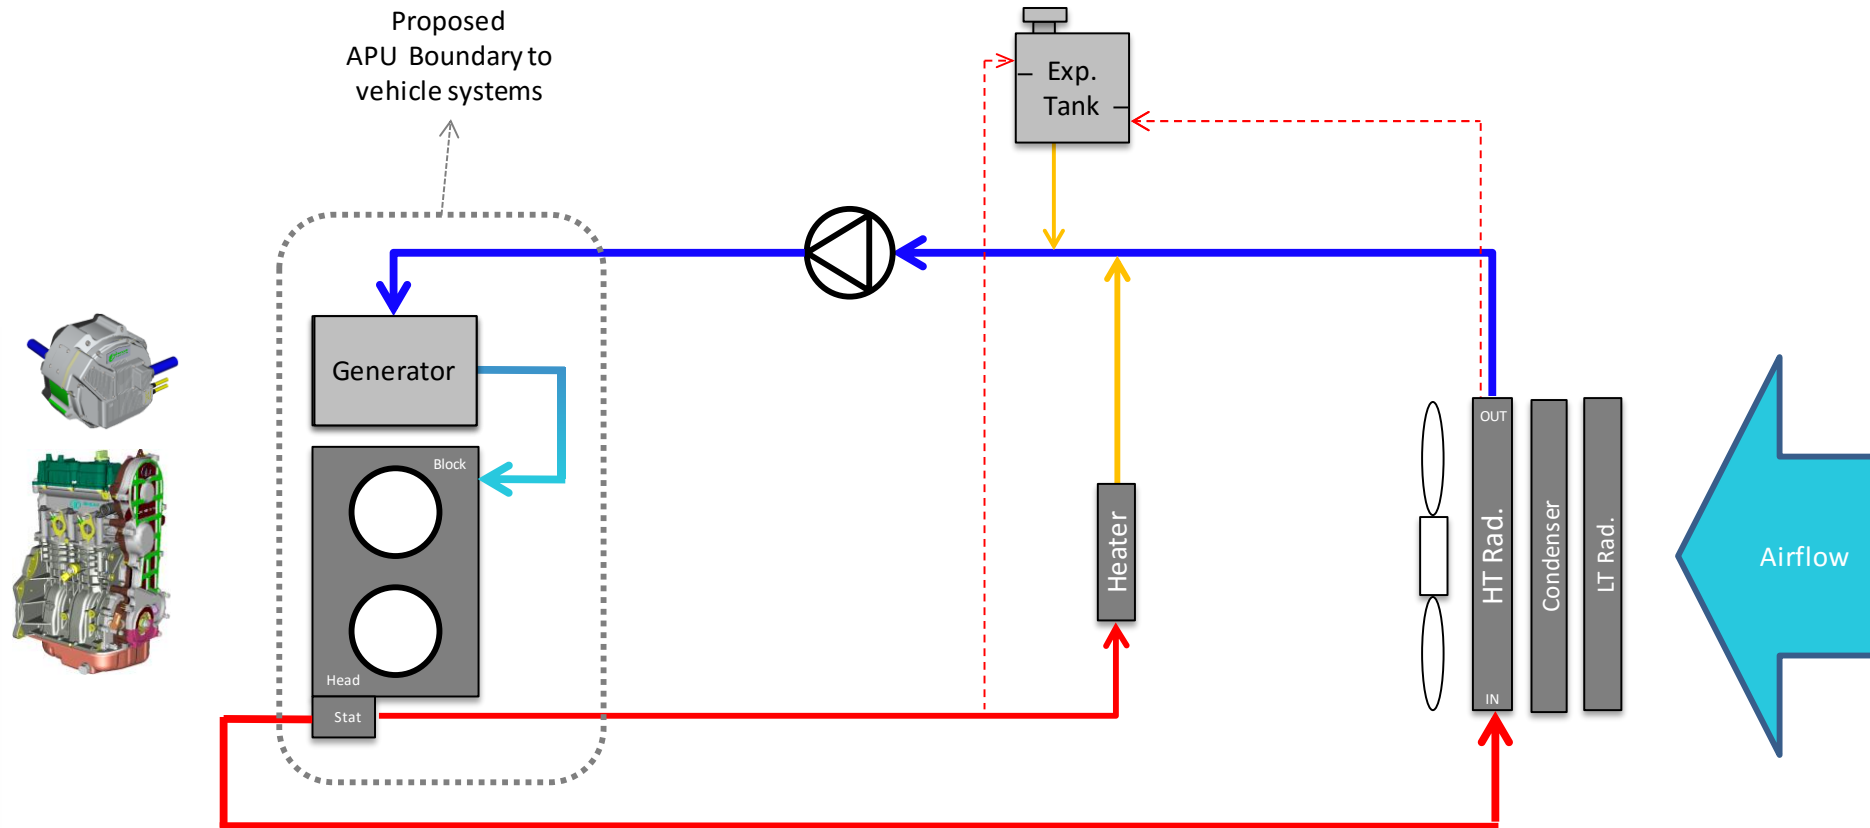 Proposed
APU Boundary to
vehicle systems
Exp.
Tank
Generator
Block
Head
Stat
Heater
OUT
HT Rad.
IN
Condenser
LT Rad.
Airflow